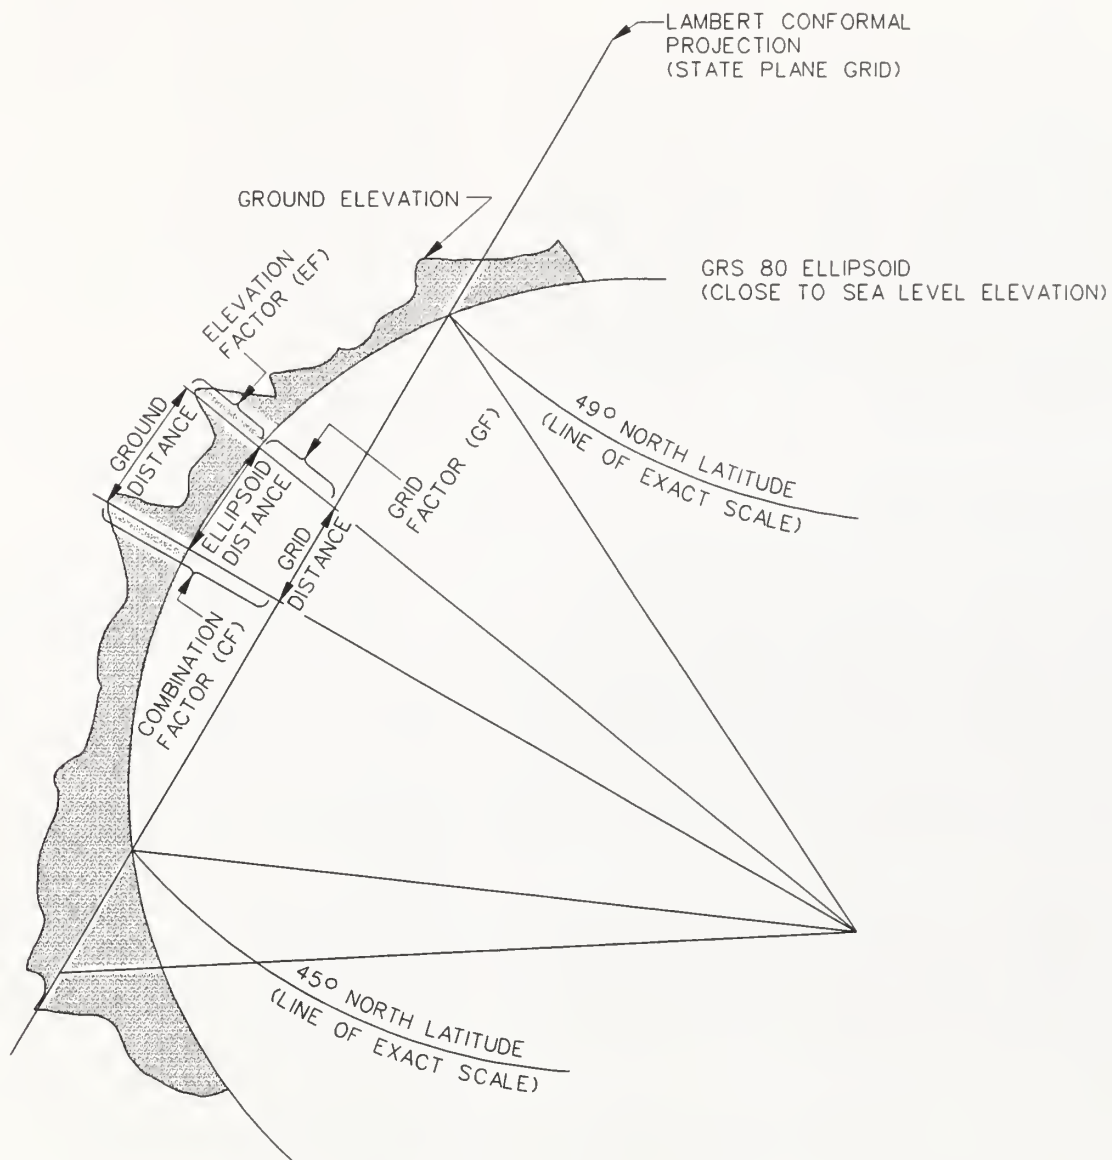 LAMBERT CONFORMAL
PROJECTION
(STATE PLANE GRID)
GROUND ELEVATION
GRS 80 ELLIPSOID
(CLOSE TO SEA LEVEL ELEVATION)
ELEVATION
FACTOR (EF)
GROUND
DISTANCE
ELLIPSOID
DISTANCE
GRID
FACTOR (GF)
GRID
DISTANCE
49° NORTH LATITUDE
(LINE OF EXACT SCALE)
COMBINATION
FACTOR (CF)
45° NORTH LATITUDE
(LINE OF EXACT SCALE)